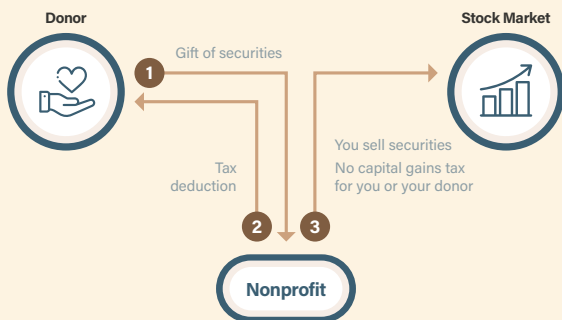 Donor
Stock Market
1
Gift of securities
You sell securities
No capital gains tax
for you or your donor
Tax
deduction
2
3
Nonprofit